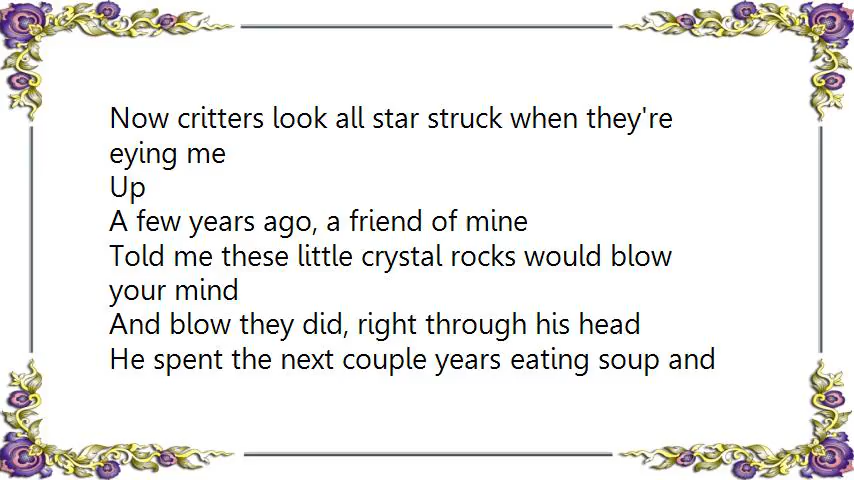 Now critters look all star struck when they're
eying me
Up
A few years ago, a friend of mine
Told me these little crystal rocks would blow
your mind
And blow they did, right through his head
He spent the next couple years eating soup and